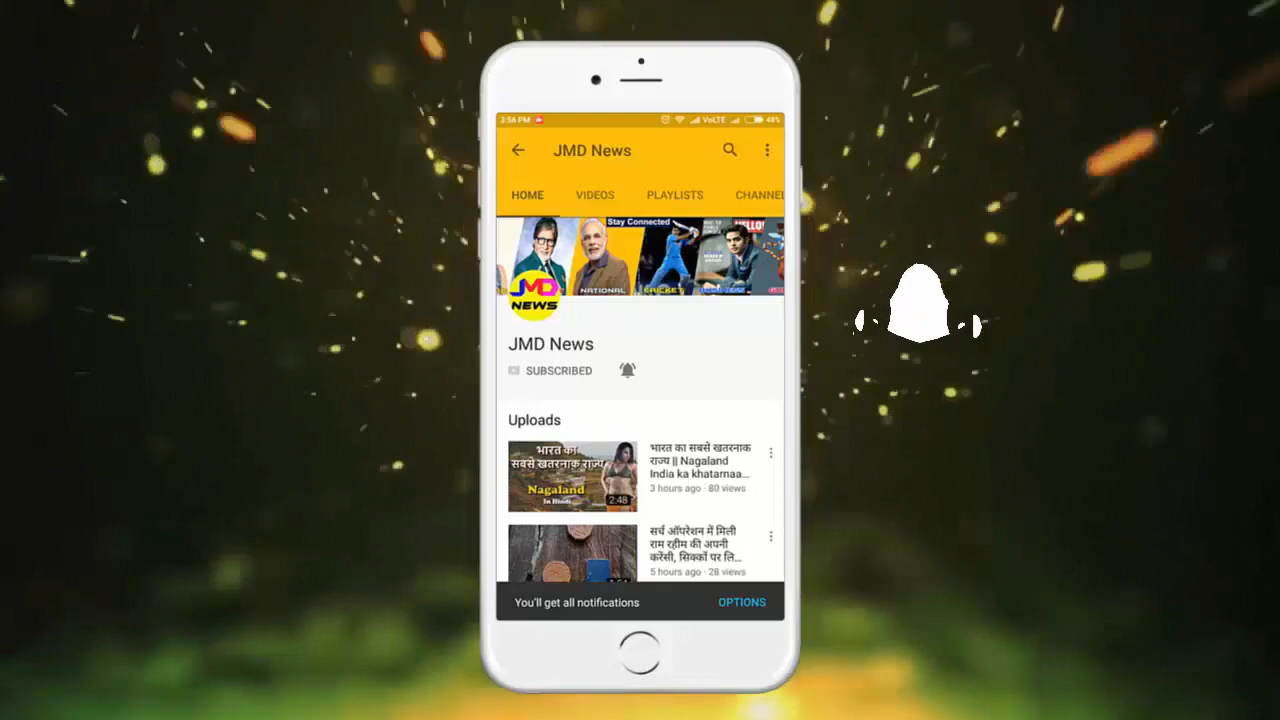 3:56 PM
VoLTE
48%
JMD News
HOME
VIDEOS
PLAYLISTS
CHANNEL
Stay Connected
HELLO!
NATIONAL
CRICKET
BUSINESS
JMD
NEWS
JMD News
SUBSCRIBED
Uploads
भारत का
सबसे खतरनाक राज्य
Nagaland
In Hindi
2:48
भारत का सबसे खतरनाक
राज्य || Nagaland
India ka khatarnaa...
3 hours ago · 80 views
सर्च ऑपरेशन में मिली
राम रहीम की अपनी
करेंसी, सिक्कों पर लि...
5 hours ago · 28 views
You'll get all notifications
OPTIONS